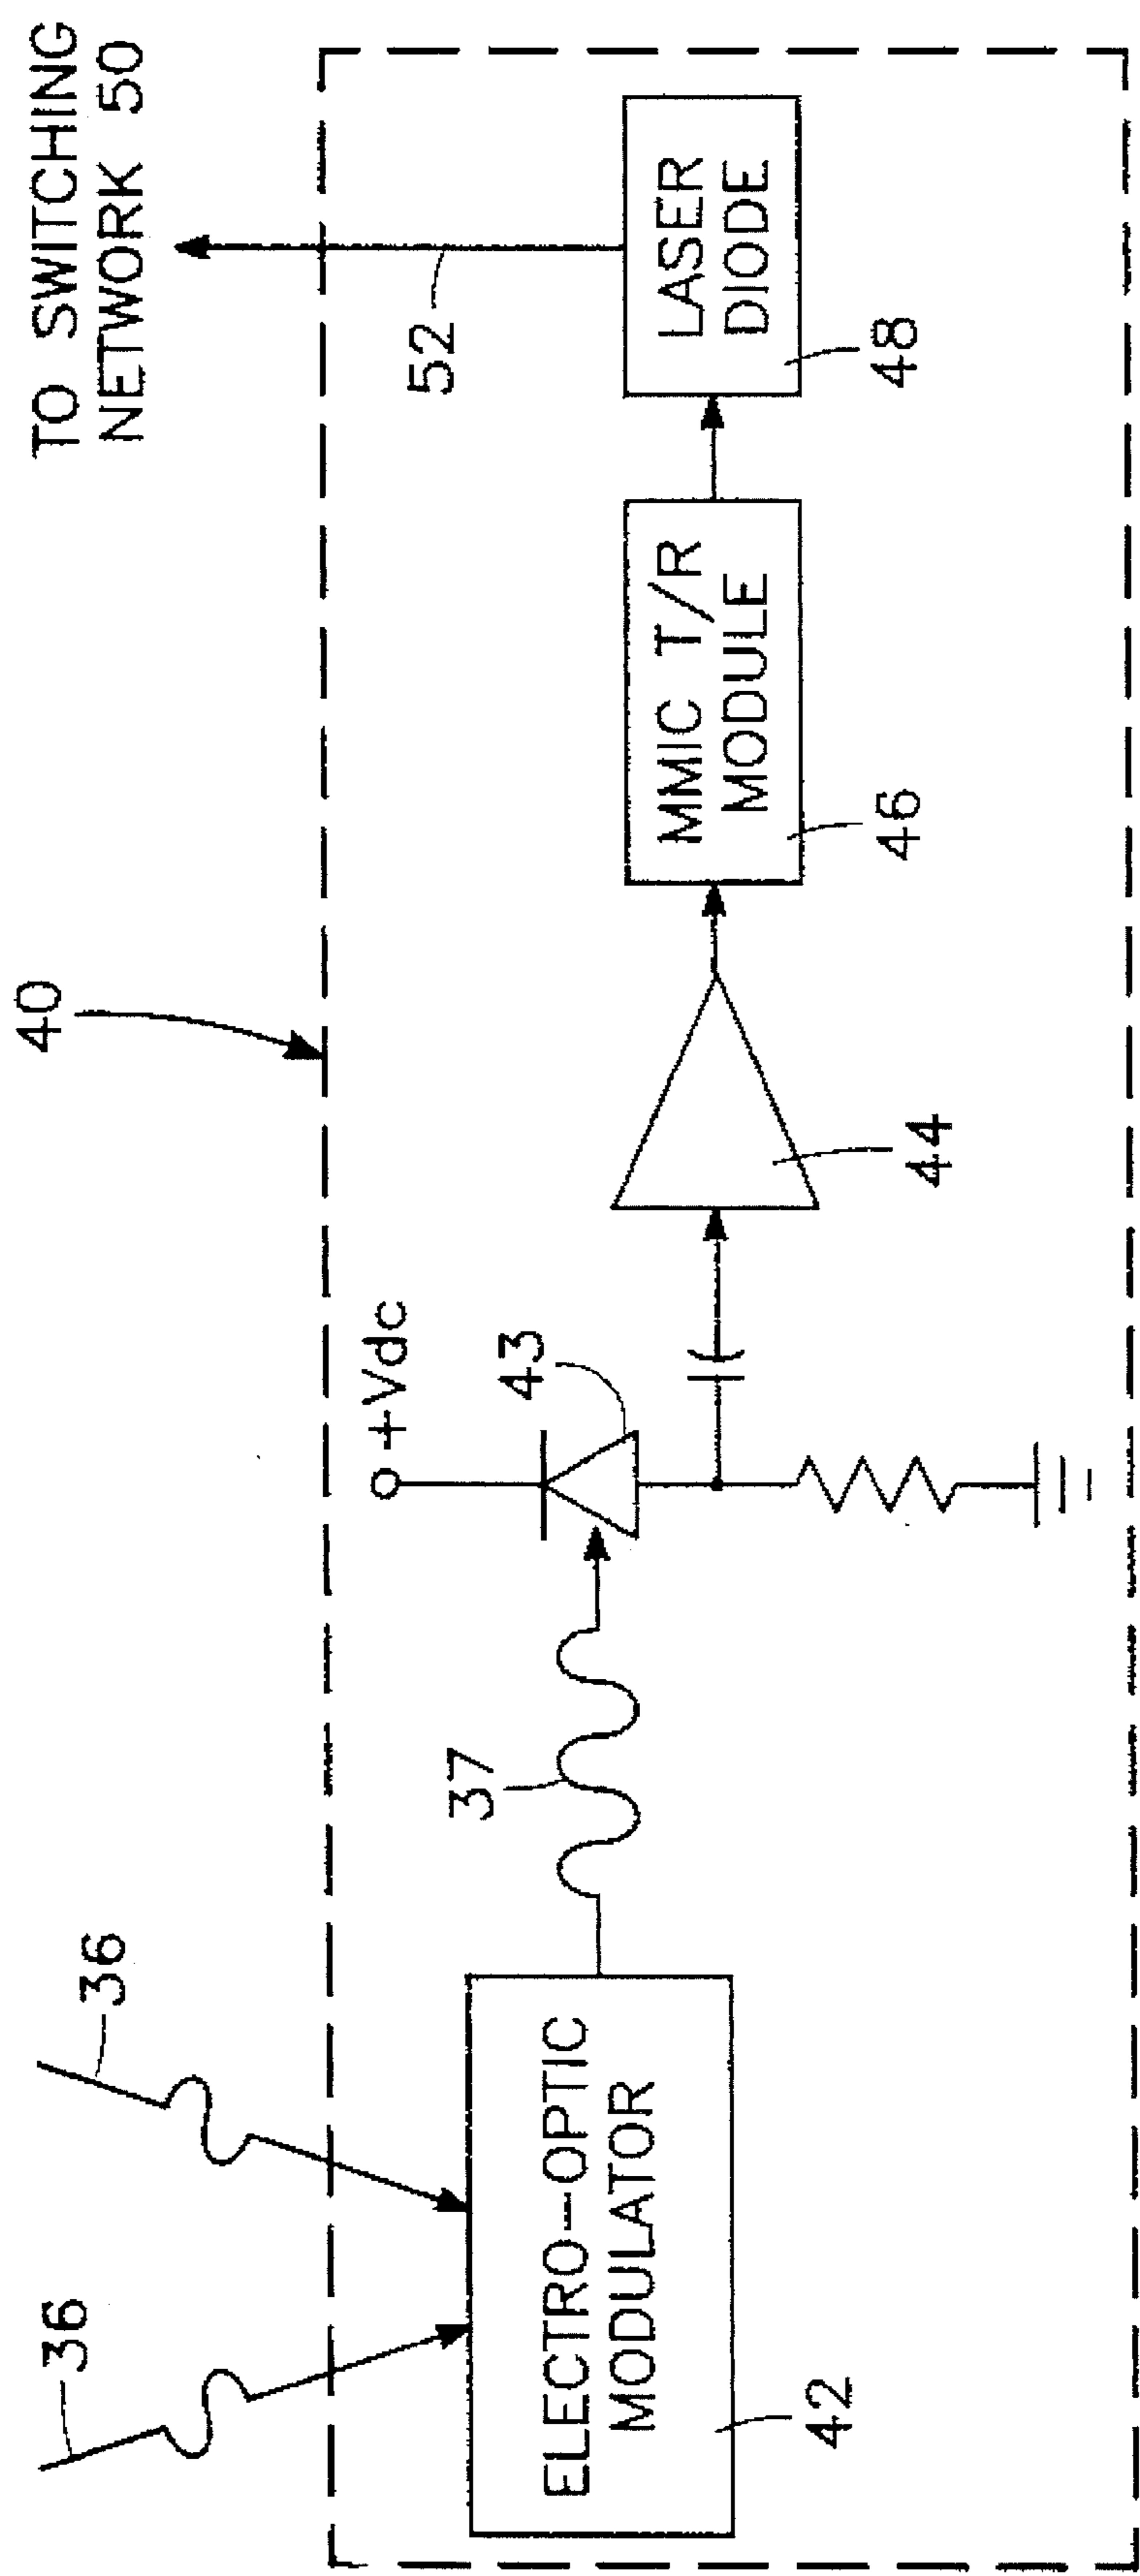 TO SWITCHING
NETWORK 50
40
36
36
52
+Vdc
43
37
ELECTRO-OPTIC
MODULATOR
42
44
MMIC T/R
MODULE
46
LASER
DIODE
48